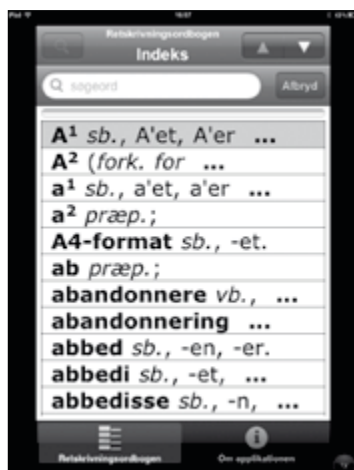 iPad
Retskrivningsordbogen
Indeks
søgeord
Afbryd
A¹ sb., A'et, A'er ...
A² (fork. for ...
a¹ sb., a'et, a'er ...
a² præp.;
A4-format sb., -et.
ab præp.;
abandonnere vb., ...
abandonnering ...
abbed sb., -en, -er.
abbedi sb., -et, ...
abbedisse sb., -n, ...
Retskrivningsordbogen
Om applikationen